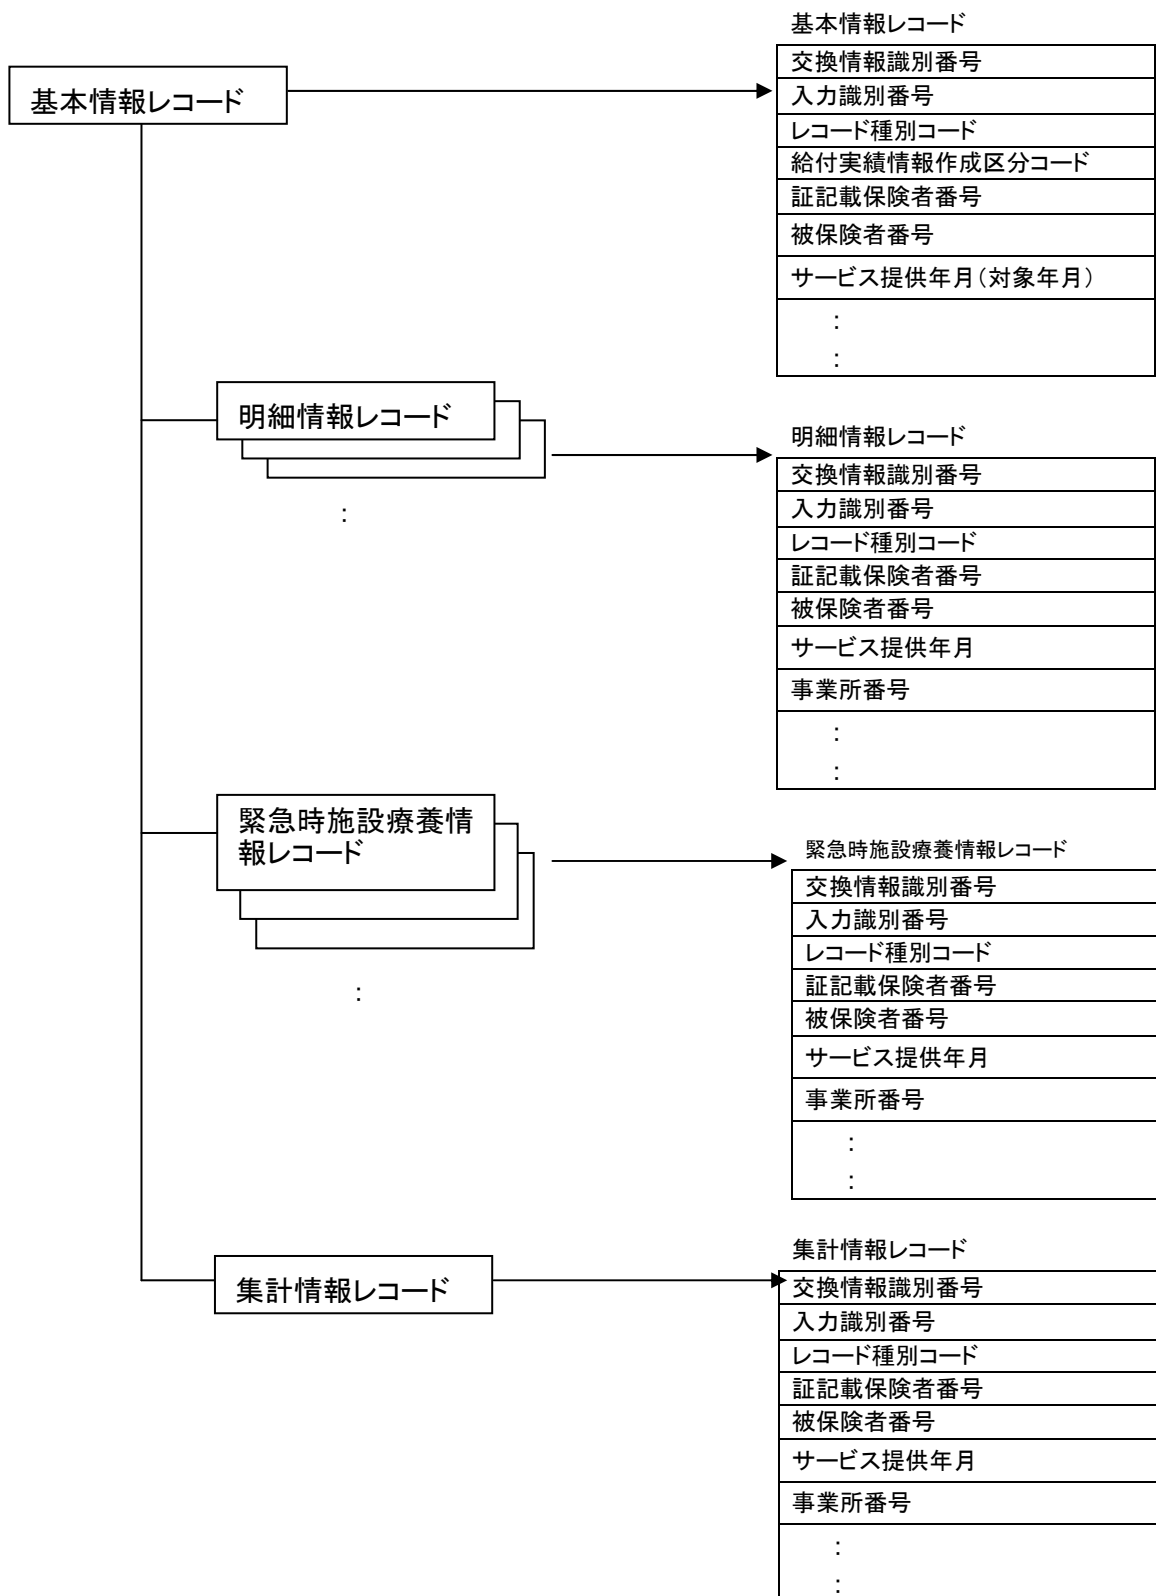 基本情報レコード
基本情報レコード
交換情報識別番号
入力識別番号
レコード種別コード
給付実績情報作成区分コード
証記載保険者番号
被保険者番号
サービス提供年月(対象年月)
:
:
明細情報レコード
:
明細情報レコード
交換情報識別番号
入力識別番号
レコード種別コード
証記載保険者番号
被保険者番号
サービス提供年月
事業所番号
:
:
緊急時施設療養情
報レコード
:
緊急時施設療養情報レコード
交換情報識別番号
入力識別番号
レコード種別コード
証記載保険者番号
被保険者番号
サービス提供年月
事業所番号
:
:
集計情報レコード
集計情報レコード
交換情報識別番号
入力識別番号
レコード種別コード
証記載保険者番号
被保険者番号
サービス提供年月
事業所番号
:
: